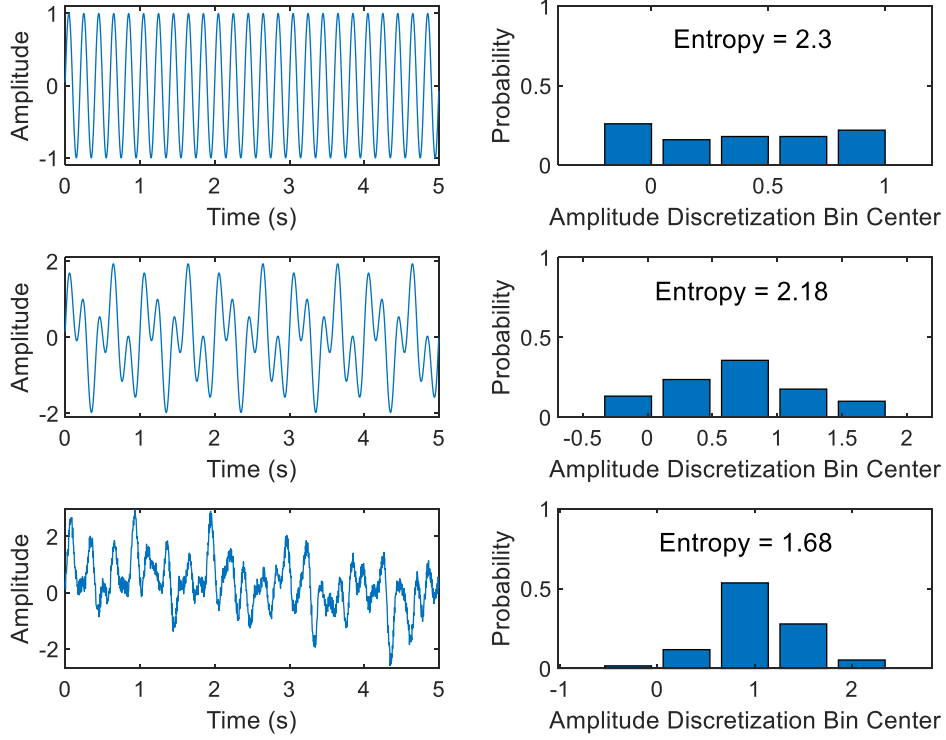 1
0
-1
Amplitude
0 1 2 3 4 5
Time (s)
1
0.5
0
Probability
Entropy = 2.3
0 0.5 1
Amplitude Discretization Bin Center
2
0
-2
Amplitude
0 1 2 3 4 5
Time (s)
1
0.5
0
Probability
Entropy = 2.18
-0.5 0 0.5 1 1.5 2
Amplitude Discretization Bin Center
2
0
-2
Amplitude
0 1 2 3 4 5
Time (s)
1
0.5
0
Probability
Entropy = 1.68
-1 0 1 2
Amplitude Discretization Bin Center